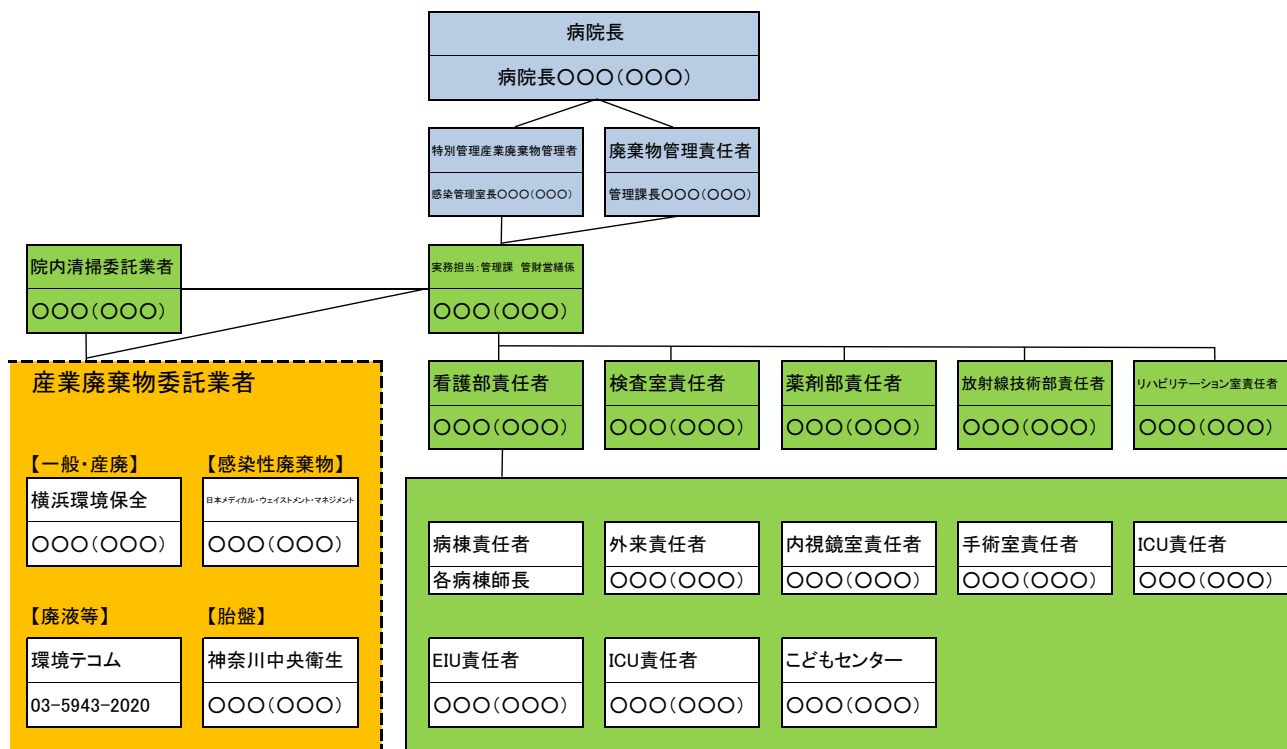 病院長
病院長〇〇〇(〇〇〇)
特別管理産業廃棄物管理者
感染管理室長〇〇〇(〇〇〇)
廃棄物管理責任者
管理課長〇〇〇(〇〇〇)
院内清掃委託業者
〇〇〇(〇〇〇)
実務担当:管理課 管財営繕係
〇〇〇(〇〇〇)
産業廃棄物委託業者
【一般・産廃】
横浜環境保全
〇〇〇(〇〇〇)
【感染性廃棄物】
日本メディカル・ウェイストメント・マネジメント
〇〇〇(〇〇〇)
【廃液等】
環境テコム
03-5943-2020
【胎盤】
神奈川中央衛生
〇〇〇(〇〇〇)
看護部責任者
〇〇〇(〇〇〇)
検査室責任者
〇〇〇(〇〇〇)
薬剤部責任者
〇〇〇(〇〇〇)
放射線技術部責任者
〇〇〇(〇〇〇)
リハビリテーション室責任者
〇〇〇(〇〇〇)
病棟責任者
各病棟師長
外来責任者
〇〇〇(〇〇〇)
内視鏡室責任者
〇〇〇(〇〇〇)
手術室責任者
〇〇〇(〇〇〇)
ICU責任者
〇〇〇(〇〇〇)
EIU責任者
〇〇〇(〇〇〇)
ICU責任者
〇〇〇(〇〇〇)
こどもセンター
〇〇〇(〇〇〇)